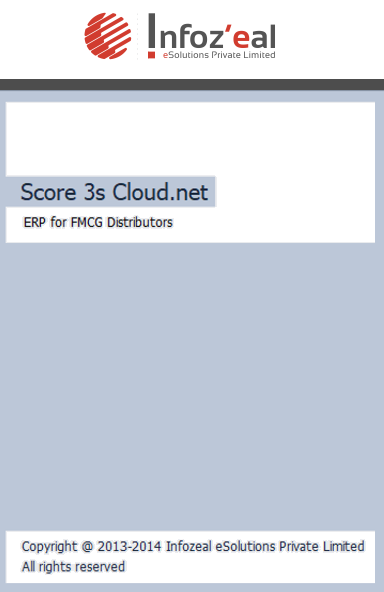 Infoz'eal
eSolutions Private Limited
Score 3s Cloud.net
ERP for FMCG Distributors
Copyright @ 2013-2014 Infozeal eSolutions Private Limited
All rights reserved